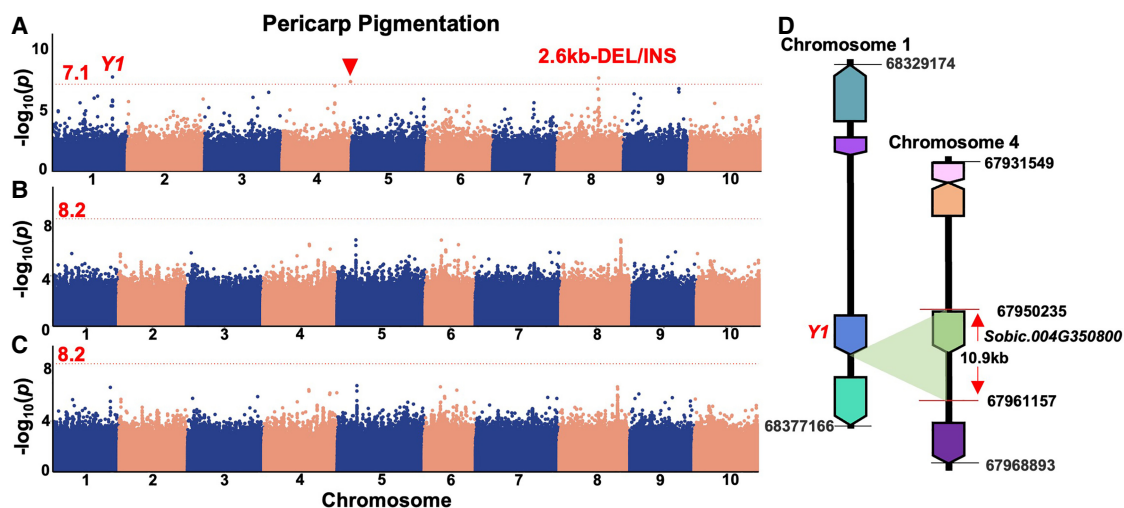 A
Pericarp Pigmentation
10
5
0
-log10(p)
7.1
Y1
2.6kb-DEL/INS
1 2 3 4 5 6 7 8 9 10
B
8.2
8
4
0
-log10(p)
1 2 3 4 5 6 7 8 9 10
C
8.2
8
4
0
-log10(p)
1 2 3 4 5 6 7 8 9 10
Chromosome
D
Chromosome 1
68329174
Chromosome 4
67931549
67950235
Y1
Sobic.004G350800
10.9kb
67961157
68377166
67968893